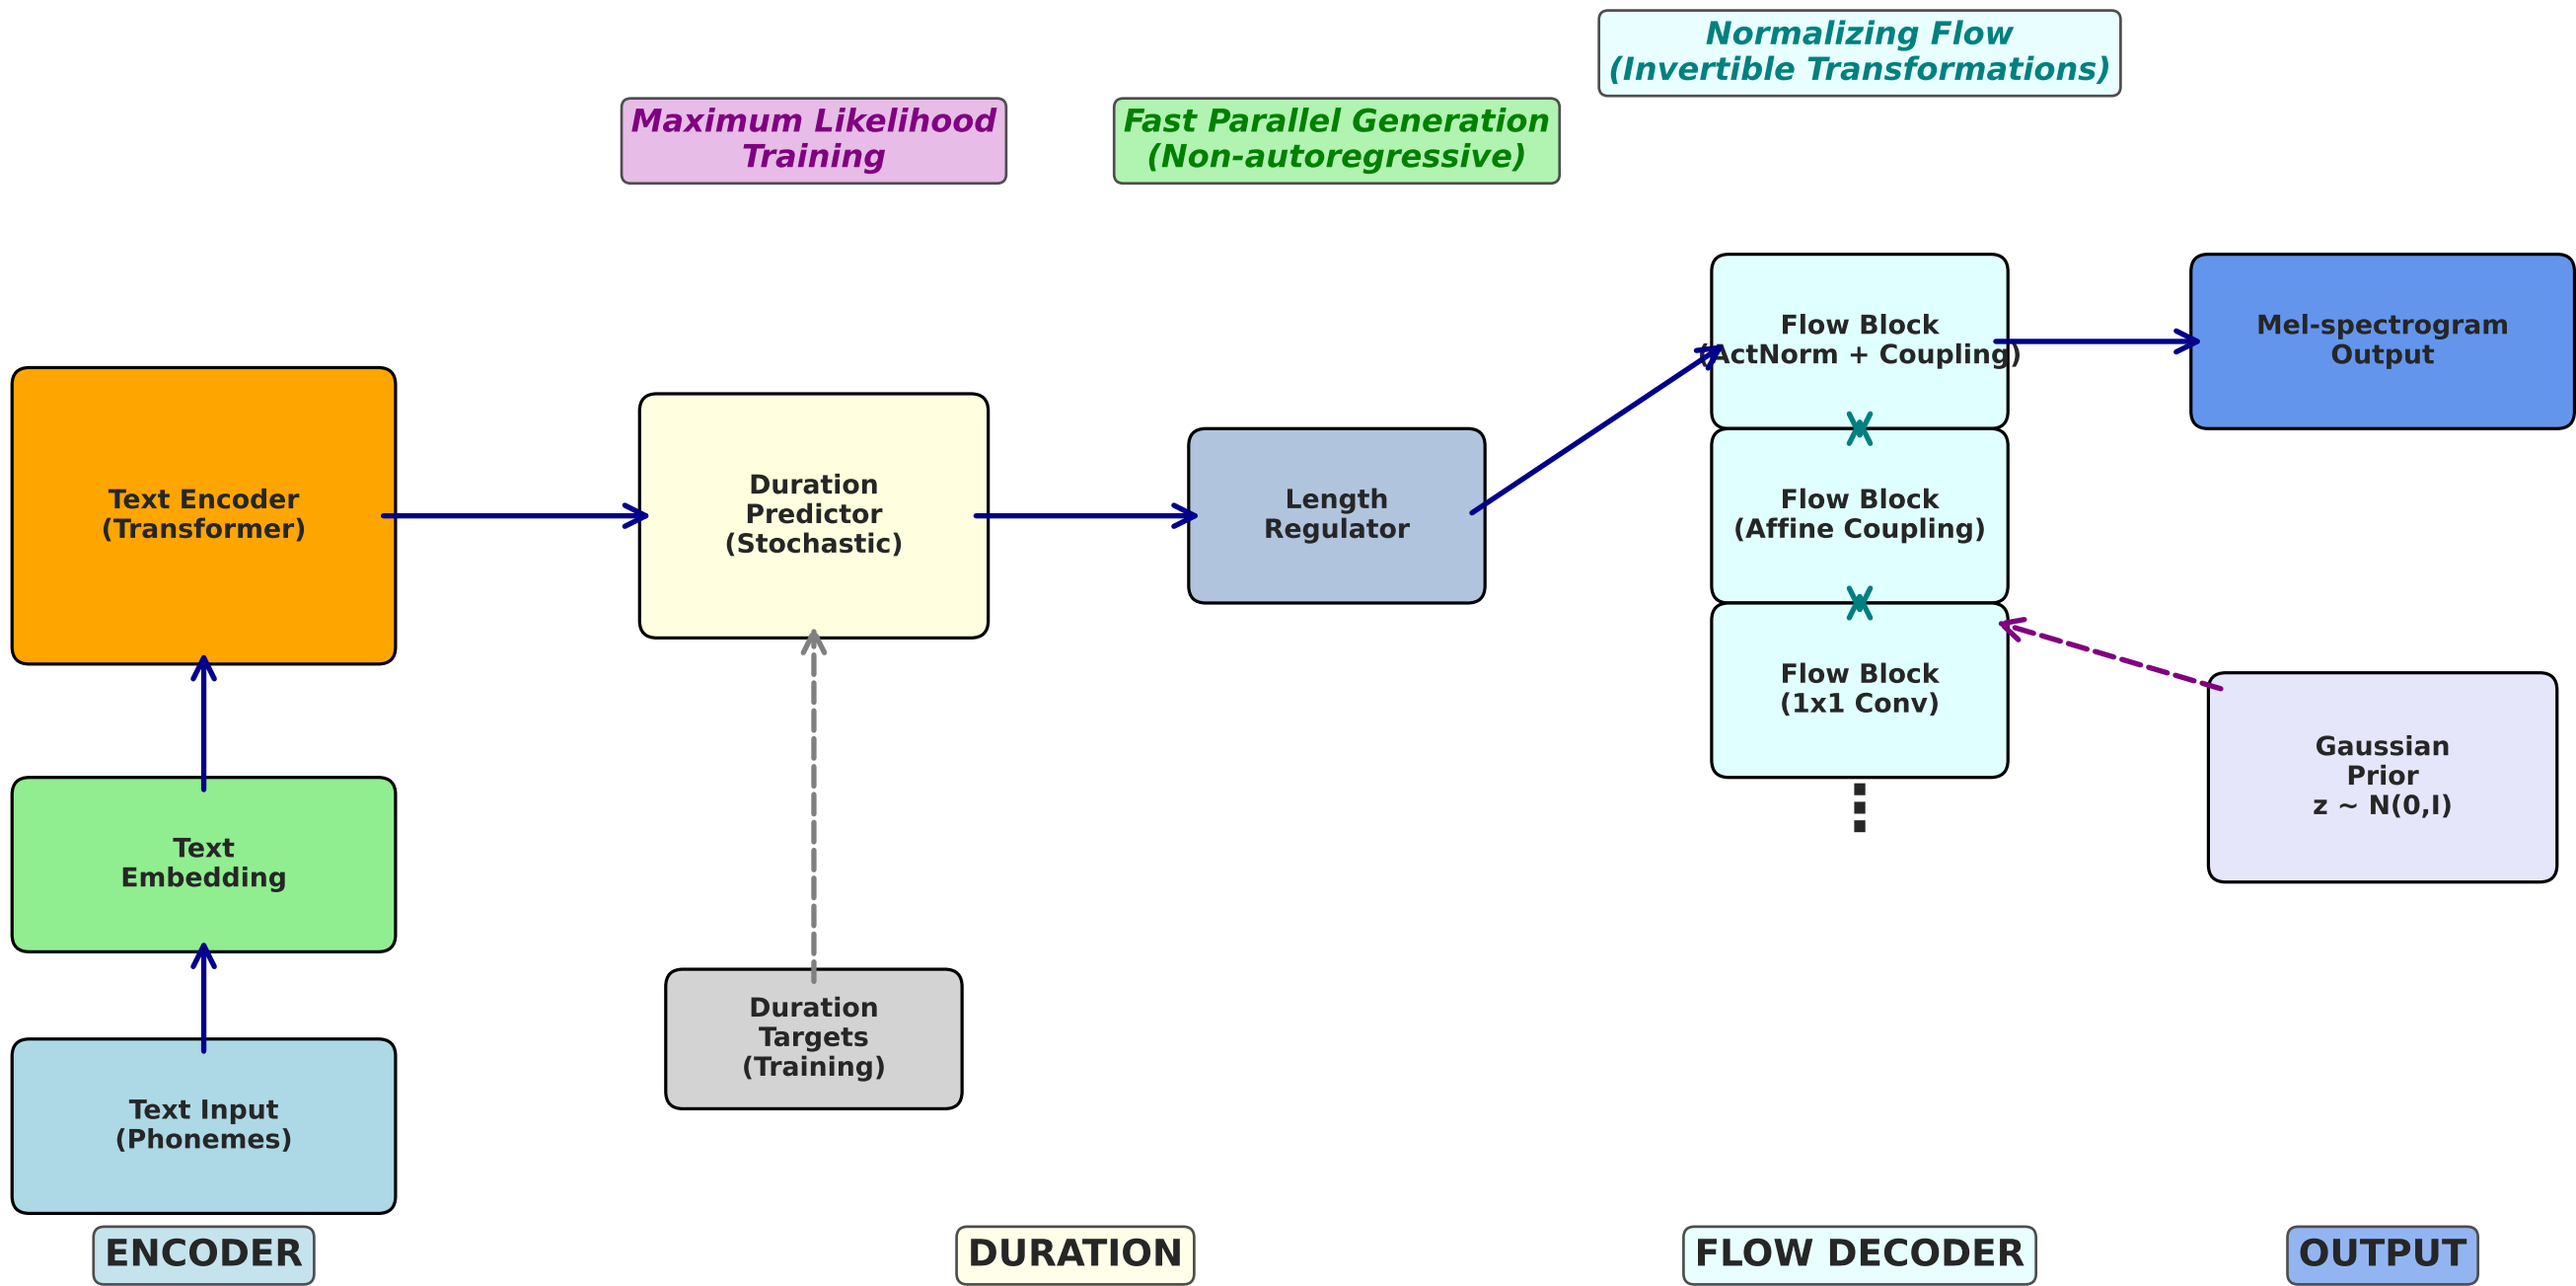 Normalizing Flow
(Invertible Transformations)
Maximum Likelihood
Training
Fast Parallel Generation
(Non-autoregressive)
Text Encoder
(Transformer)
Text
Embedding
Text Input
(Phonemes)
Duration
Predictor
(Stochastic)
Duration
Targets
(Training)
Length
Regulator
Flow Block
(ActNorm + Coupling)
Flow Block
(Affine Coupling)
Flow Block
(1x1 Conv)
Mel-spectrogram
Output
Gaussian
Prior
z ~ N(0,I)
ENCODER
DURATION
FLOW DECODER
OUTPUT